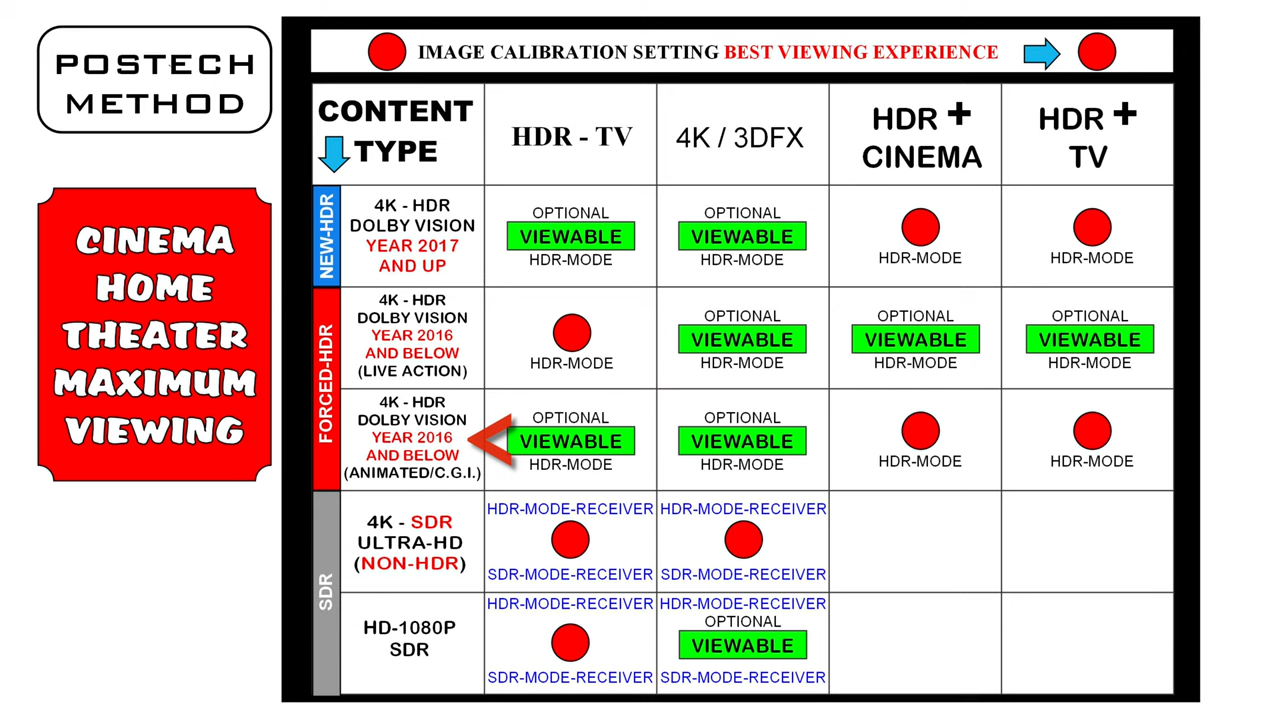 POSTECH
METHOD
CINEMA
HOME
THEATER
MAXIMUM
VIEWING
IMAGE CALIBRATION SETTING BEST VIEWING EXPERIENCE
CONTENT
TYPE
HDR - TV
4K / 3DFX
HDR +
CINEMA
HDR +
TV
NEW-HDR
4K - HDR
DOLBY VISION
YEAR 2017
AND UP
OPTIONAL
VIEWABLE
HDR-MODE
OPTIONAL
VIEWABLE
HDR-MODE
HDR-MODE
HDR-MODE
FORCED-HDR
4K - HDR
DOLBY VISION
YEAR 2016
AND BELOW
(LIVE ACTION)
HDR-MODE
OPTIONAL
VIEWABLE
HDR-MODE
OPTIONAL
VIEWABLE
HDR-MODE
OPTIONAL
VIEWABLE
HDR-MODE
4K - HDR
DOLBY VISION
YEAR 2016
AND BELOW
(ANIMATED/C.G.I.)
OPTIONAL
VIEWABLE
HDR-MODE
OPTIONAL
VIEWABLE
HDR-MODE
HDR-MODE
HDR-MODE
SDR
4K - SDR
ULTRA-HD
(NON-HDR)
HDR-MODE-RECEIVER
SDR-MODE-RECEIVER
HDR-MODE-RECEIVER
SDR-MODE-RECEIVER
HD-1080P
SDR
HDR-MODE-RECEIVER
SDR-MODE-RECEIVER
HDR-MODE-RECEIVER
OPTIONAL
VIEWABLE
SDR-MODE-RECEIVER